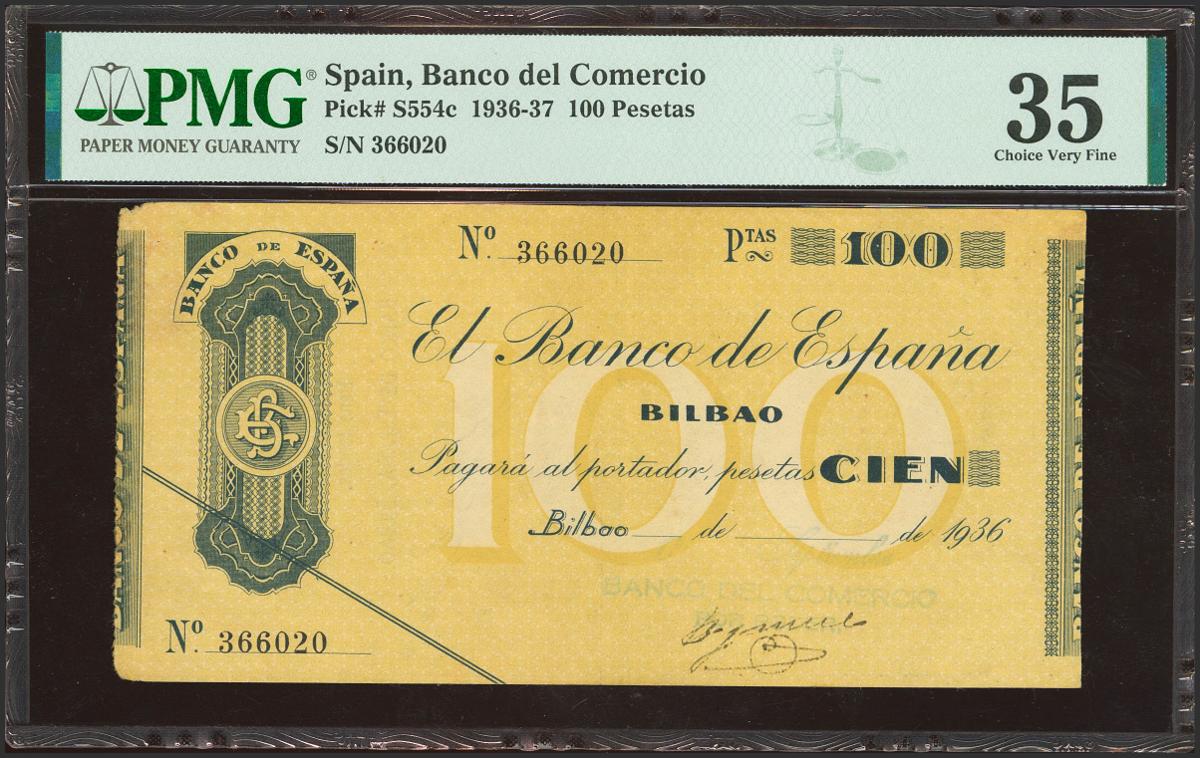 PMG®
PAPER MONEY GUARANTY
Spain, Banco del Comercio
Pick# S554c 1936-37 100 Pesetas
S/N 366020
35
Choice Very Fine
BANCO DE ESPAÑA
Nº. 366020
PTAS 100
El Banco de España
100
BILBAO
Pagará al portador, pesetas CIEN
Bilbao de de 1936
BANCO DEL COMERCIO
Nº. 366020